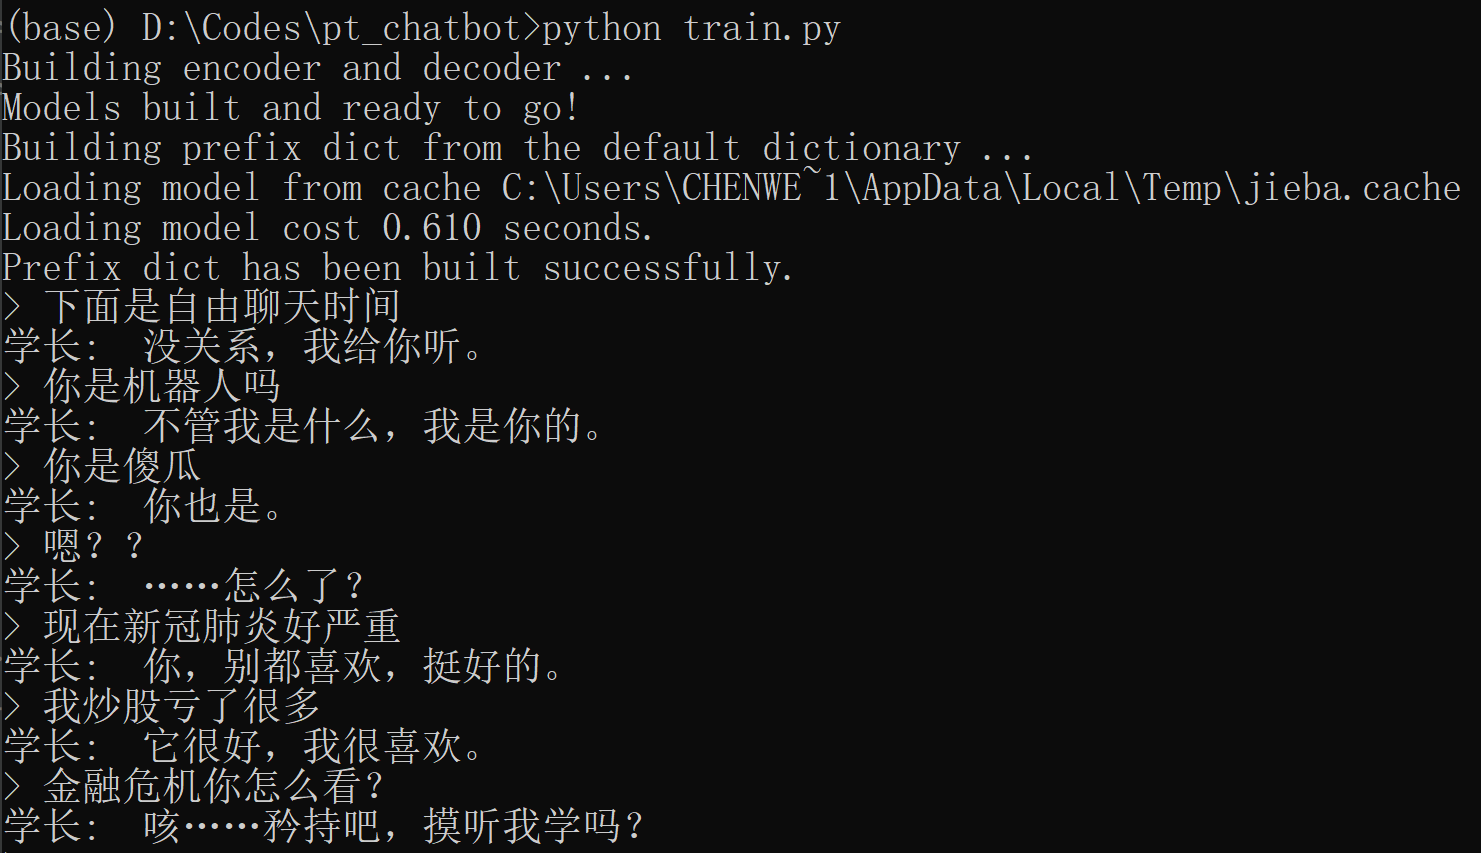 (base) D:\Codes\pt_chatbot>python train.py
Building encoder and decoder ...
Models built and ready to go!
Building prefix dict from the default dictionary ...
Loading model from cache C:\Users\CHENWE~1\AppData\Local\Temp\jieba.cache
Loading model cost 0.610 seconds.
Prefix dict has been built successfully.
> 下面是自由聊天时间
学长： 没关系，我给你听。
> 你是机器人吗
学长： 不管我是什么，我是你的。
> 你是傻瓜
学长： 你也是。
> 嗯？？
学长： ……怎么了？
> 现在新冠肺炎好严重
学长： 你，别都喜欢，挺好的。
> 我炒股亏了很多
学长： 它很好，我很喜欢。
> 金融危机你怎么看？
学长： 咳……矜持吧，摸听我学吗？